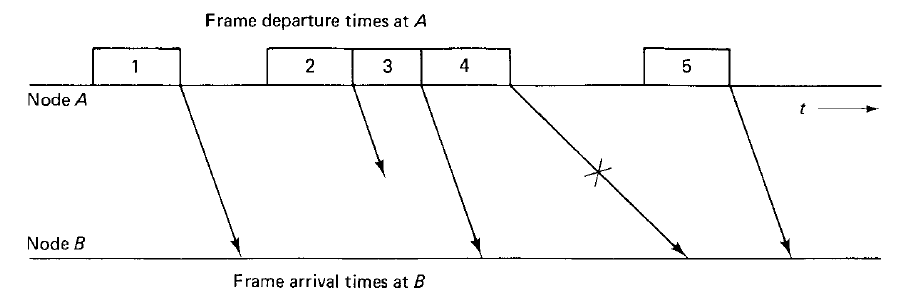 Frame departure times at A
1 2 3 4 5
Node A
t
Node B
Frame arrival times at B